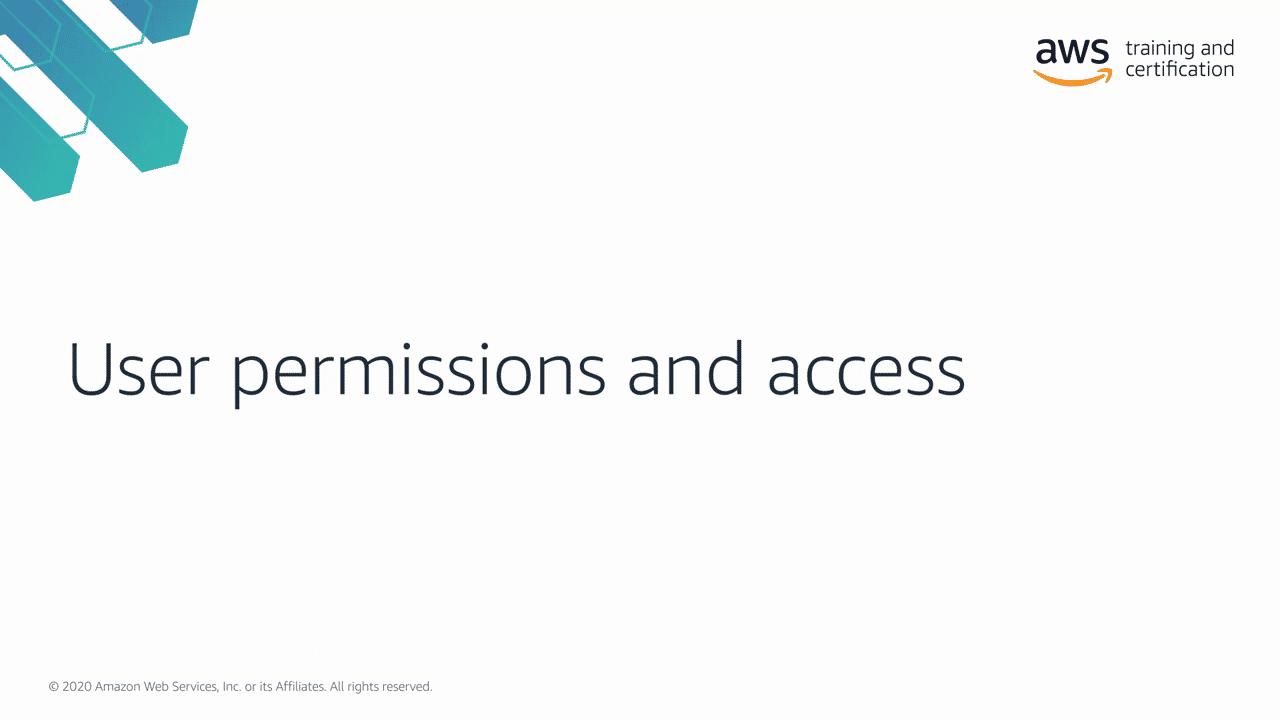 aws training and
certification
User permissions and access
© 2020 Amazon Web Services, Inc. or its Affiliates. All rights reserved.